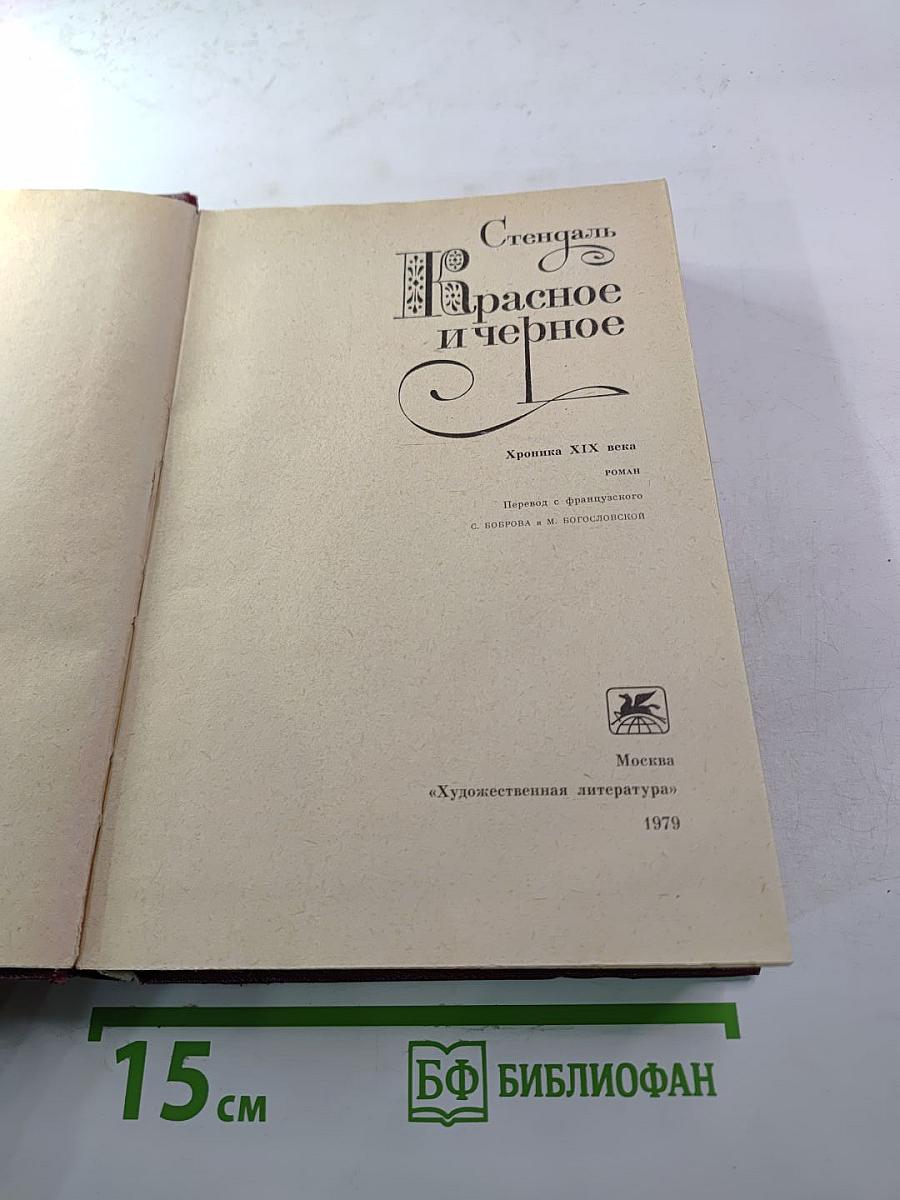 Стендаль
Красное
и черное
Хроника XIX века
РОМАН
Перевод с французского
С. БОБРОВА и М. БОГОСЛОВСКОЙ
Москва
«Художественная литература»
1979
15 см
БФ БИБЛИОФАН